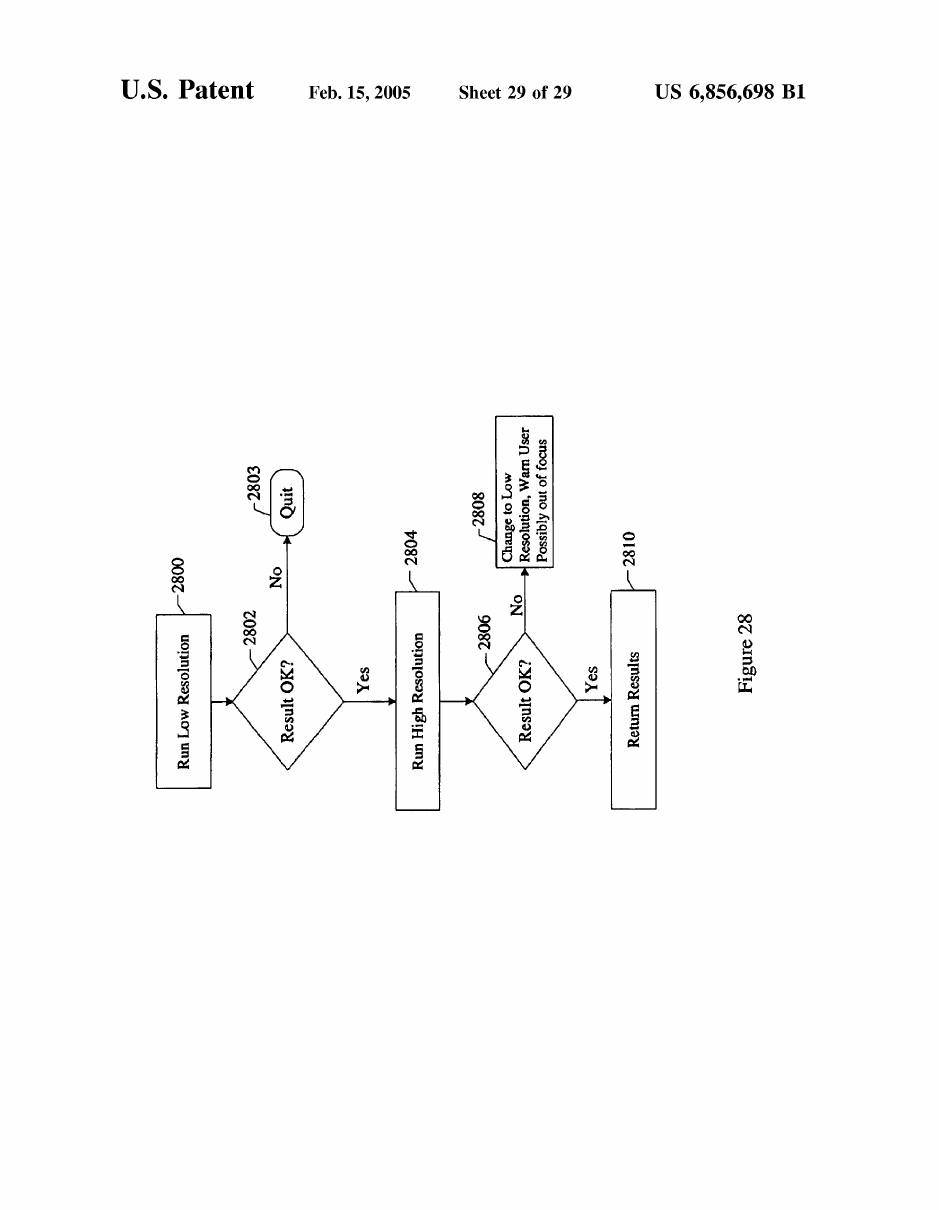 U.S. Patent Feb. 15, 2005 Sheet 29 of 29 US 6,856,698 B1
Run Low Resolution
2800
Result OK?
2802
No
Quit
2803
Yes
Run High Resolution
2804
Result OK?
2806
No
Change to Low
Resolution, Warn User
Possibly out of focus
2808
Yes
Return Results
2810
Figure 28